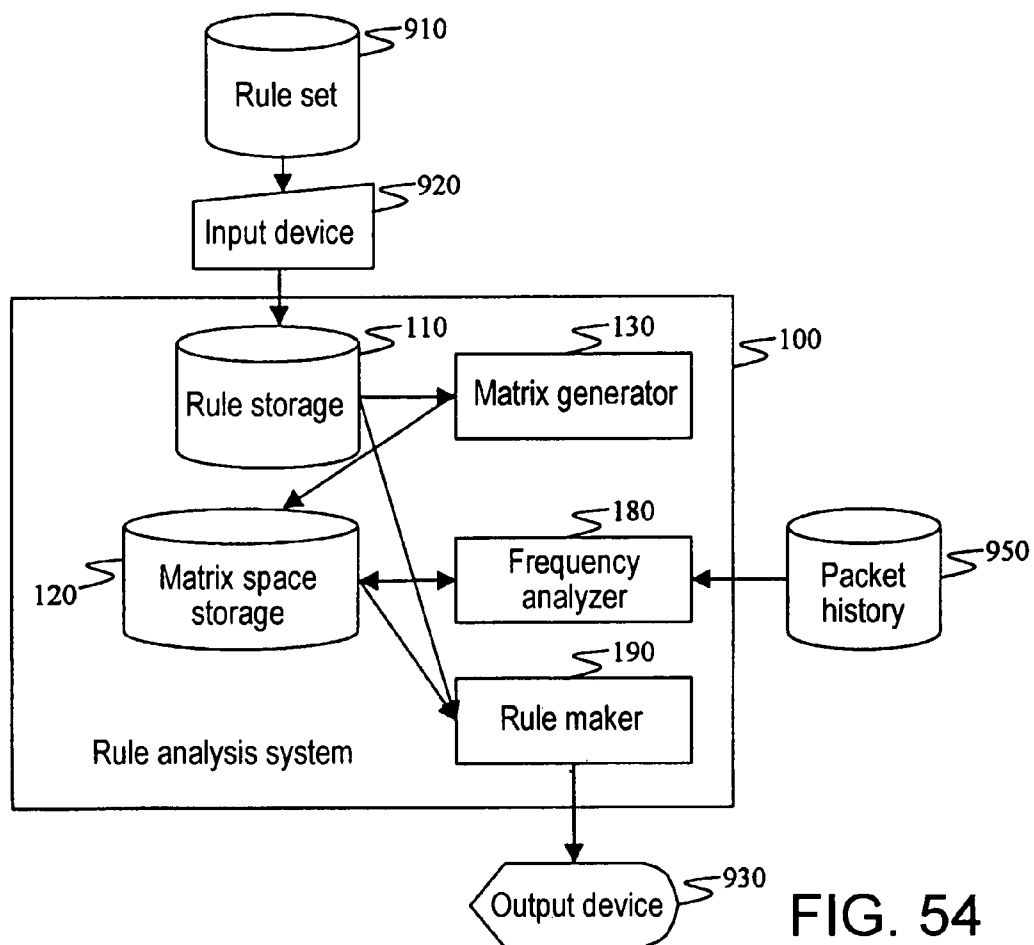 910
Rule set
920
Input device
110
Rule storage
130
Matrix generator
100
120
Matrix space
storage
180
Frequency
analyzer
950
Packet
history
190
Rule maker
Rule analysis system
Output device
930
FIG. 54